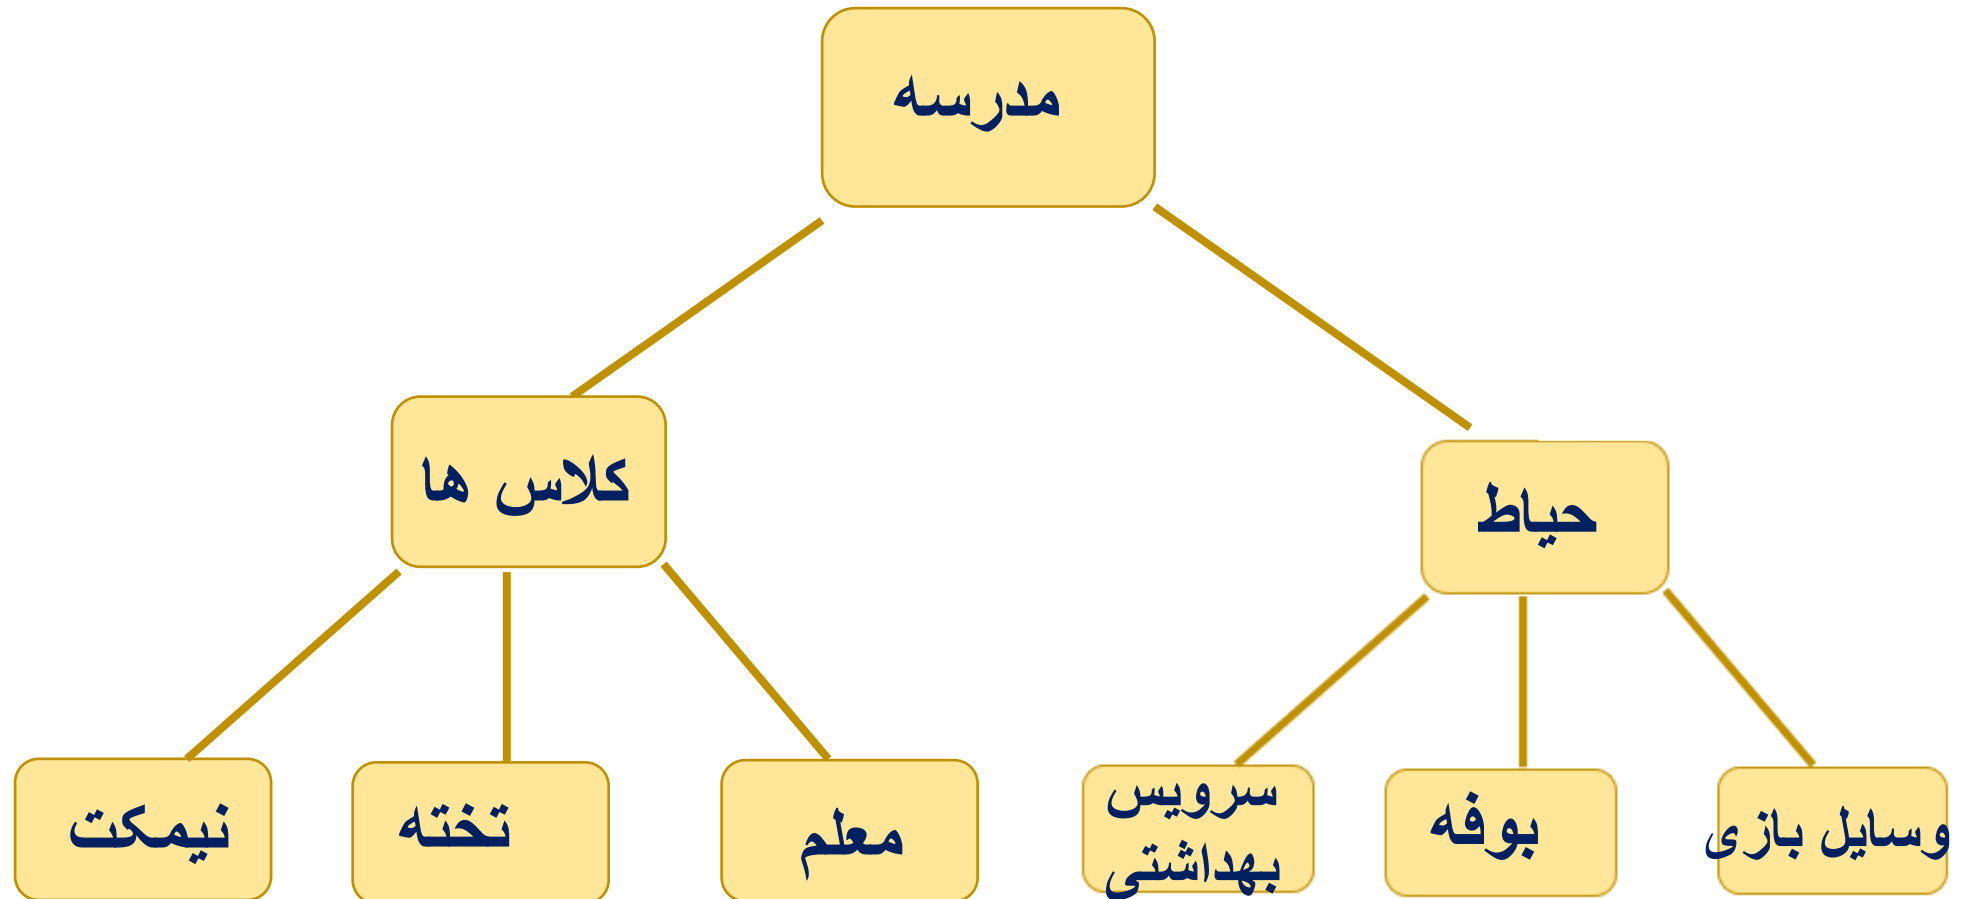 مدرسه
حیاط
کلاس ها
وسایل بازی
بوفه
سرویس
بهداشتی
معلم
تخته
نیمکت